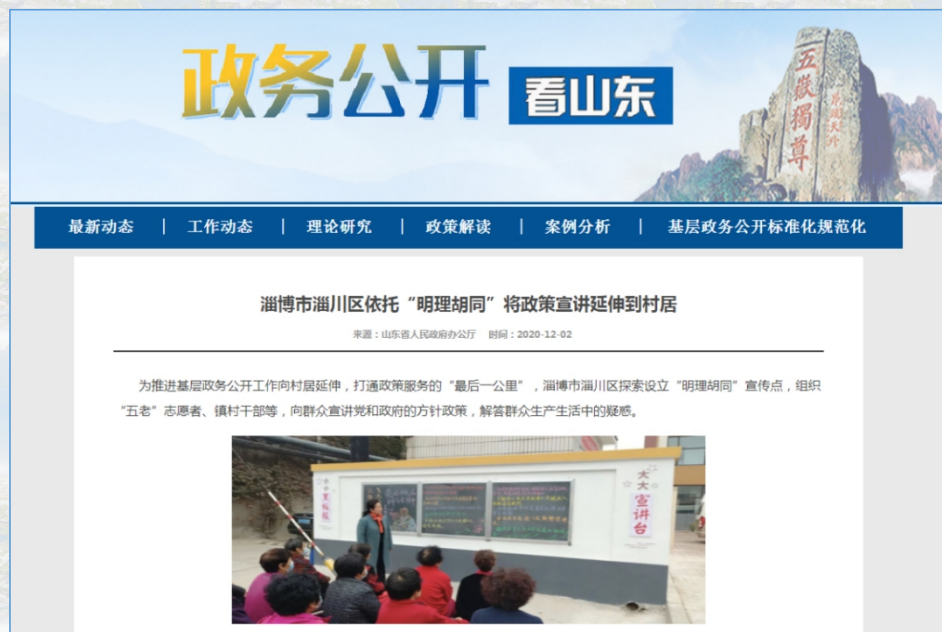 政务公开 看山东
五嶽獨尊
最新动态 | 工作动态 | 理论研究 | 政策解读 | 案例分析 | 基层政务公开标准化规范化
淄博市淄川区依托“明理胡同”将政策宣讲延伸到村居
来源：山东省人民政府办公厅 时间：2020-12-02
为推进基层政务公开工作向村居延伸，打通政策服务的“最后一公里”，淄博市淄川区探索设立“明理胡同”宣传点，组织
“五老”志愿者、镇村干部等，向群众宣讲党和政府的方针政策，解答群众生产生活中的疑惑。
小小黑板报
大大宣讲台